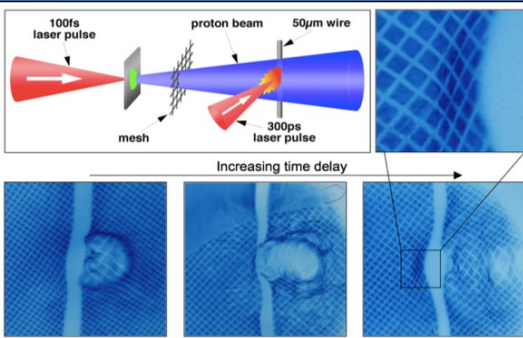 100fs
laser pulse
proton beam
50µm wire
mesh
300ps
laser pulse
Increasing time delay